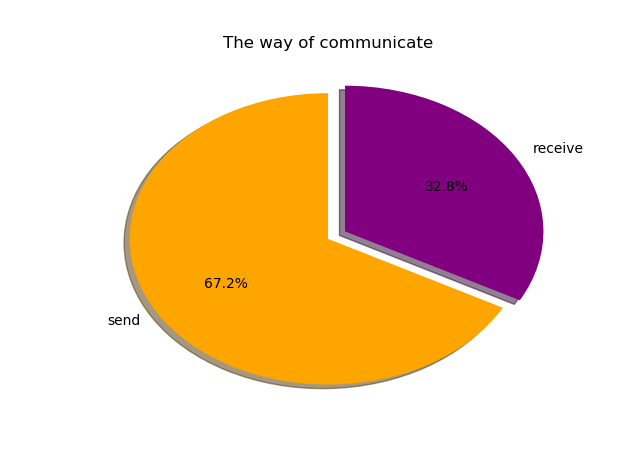 The way of communicate
receive
32.8%
67.2%
send